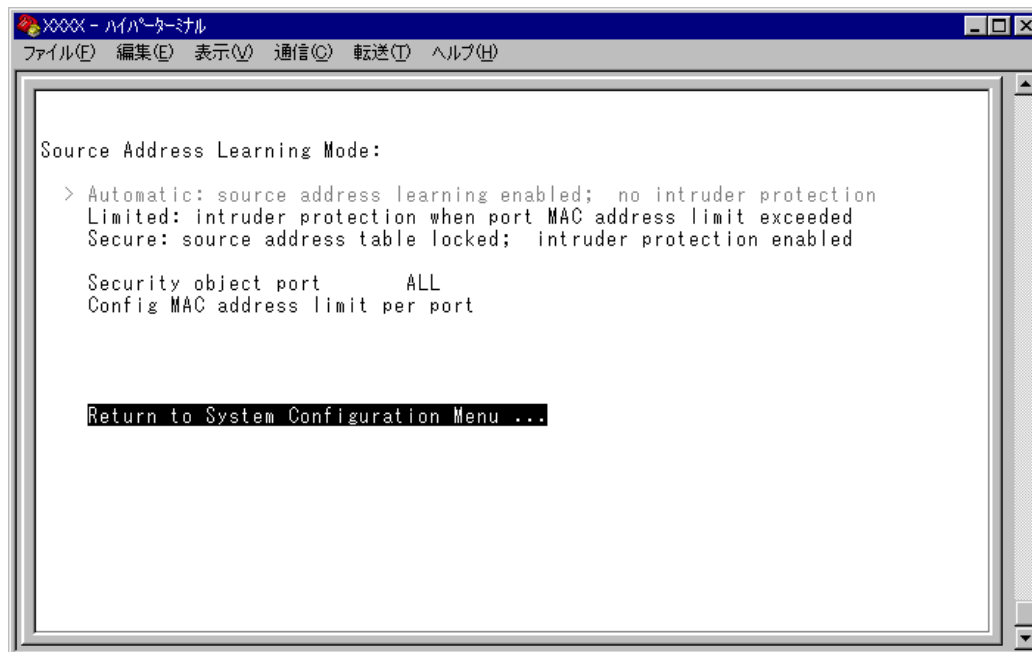 XXXX - ハイパーターミナル
ファイル(F) 編集(E) 表示(V) 通信(C) 転送(T) ヘルプ(H)
Source Address Learning Mode:
> Automatic: source address learning enabled; no intruder protection
Limited: intruder protection when port MAC address limit exceeded
Secure: source address table locked; intruder protection enabled
Security object port ALL
Config MAC address limit per port
Return to System Configuration Menu ...